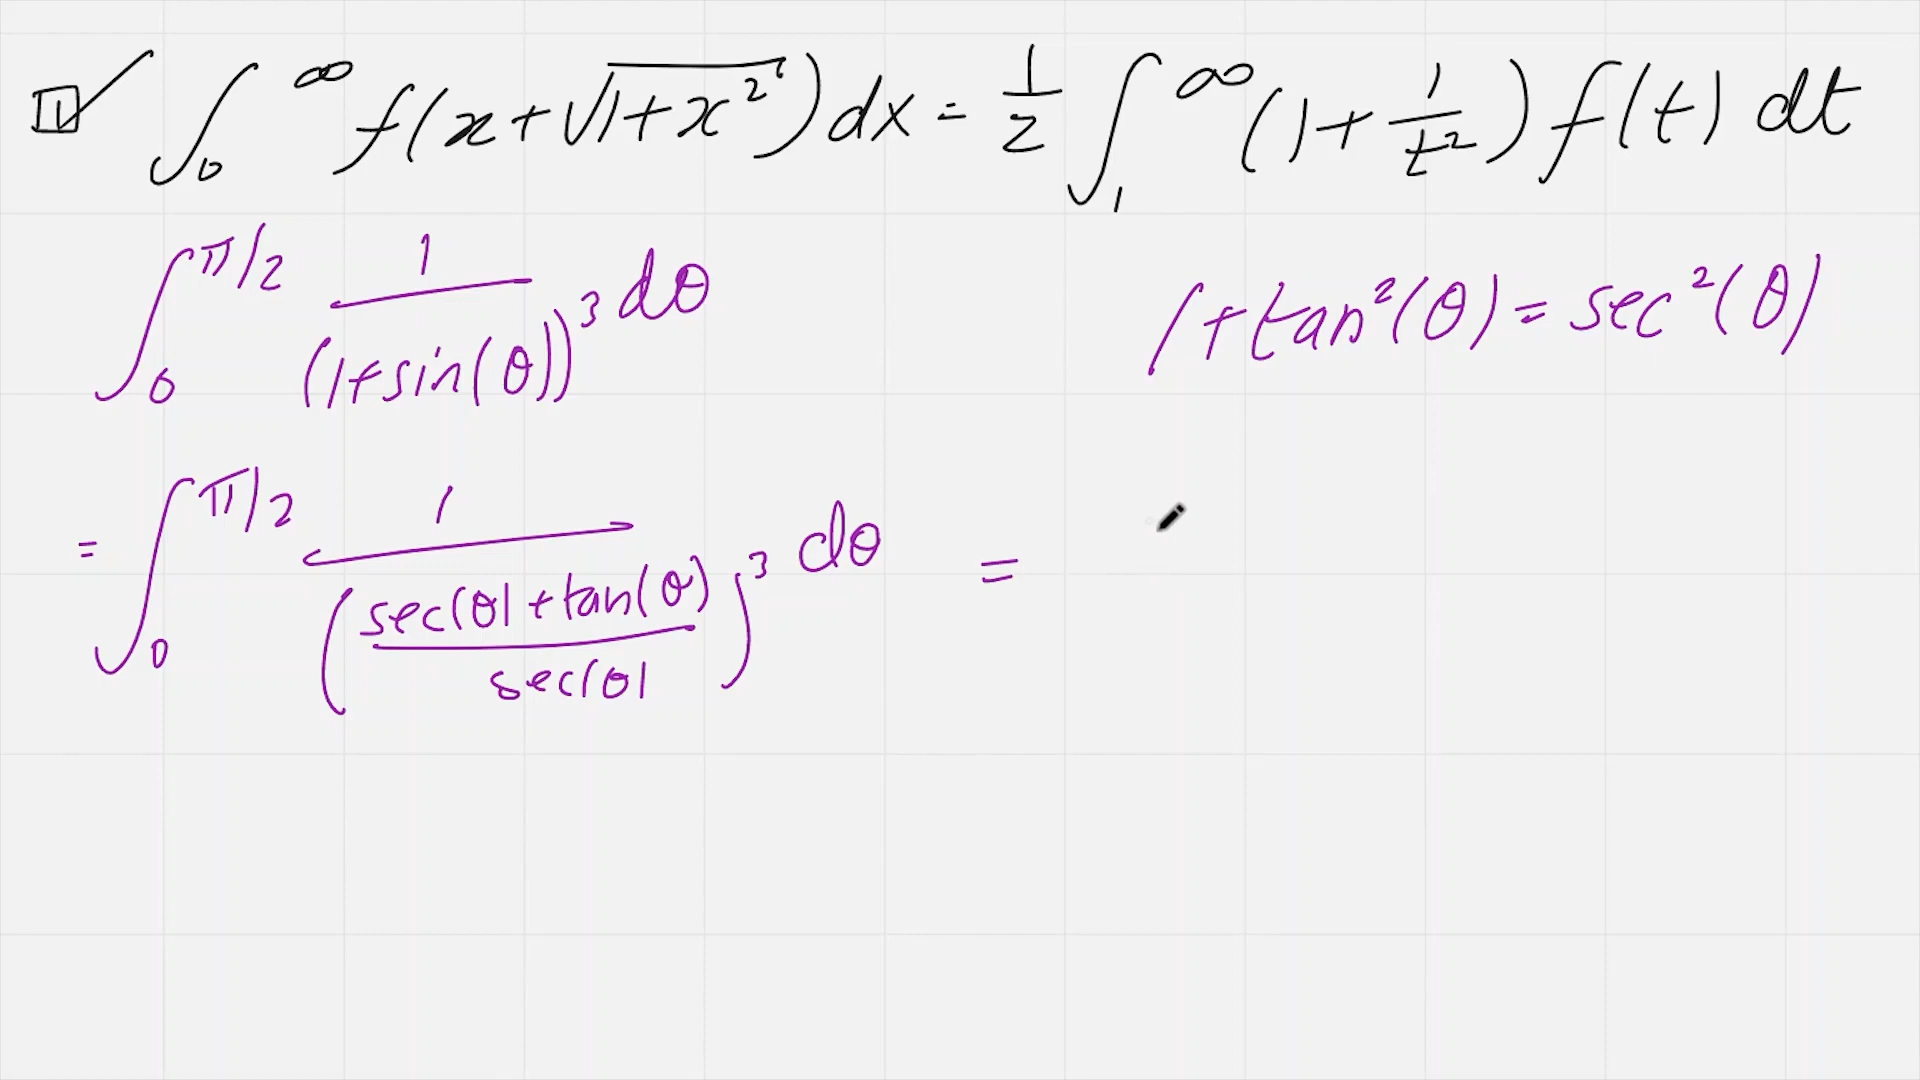 1 ✓ ∫₀^∞ f(x+√(1+x²))dx = 1/2 ∫₁^∞ (1+1/t²) f(t) dt
∫₀^π/2 1/(1+sin(θ))³ dθ
1+tan²(θ) = sec²(θ)
= ∫₀^π/2 1/((sec(θ)+tan(θ))/sec(θ))³ dθ =